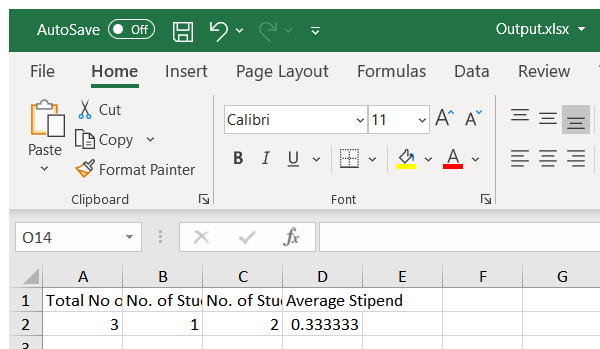 AutoSave Off Output.xlsx
File Home Insert Page Layout Formulas Data Review
Paste
Cut
Copy
Format Painter
Clipboard
Calibri 11 A A
B I U A
Font
O14 fx
A B C D E F G
1 Total No o No. of Stu No. of Stu Average Stipend
2 3 1 2 0.333333
3